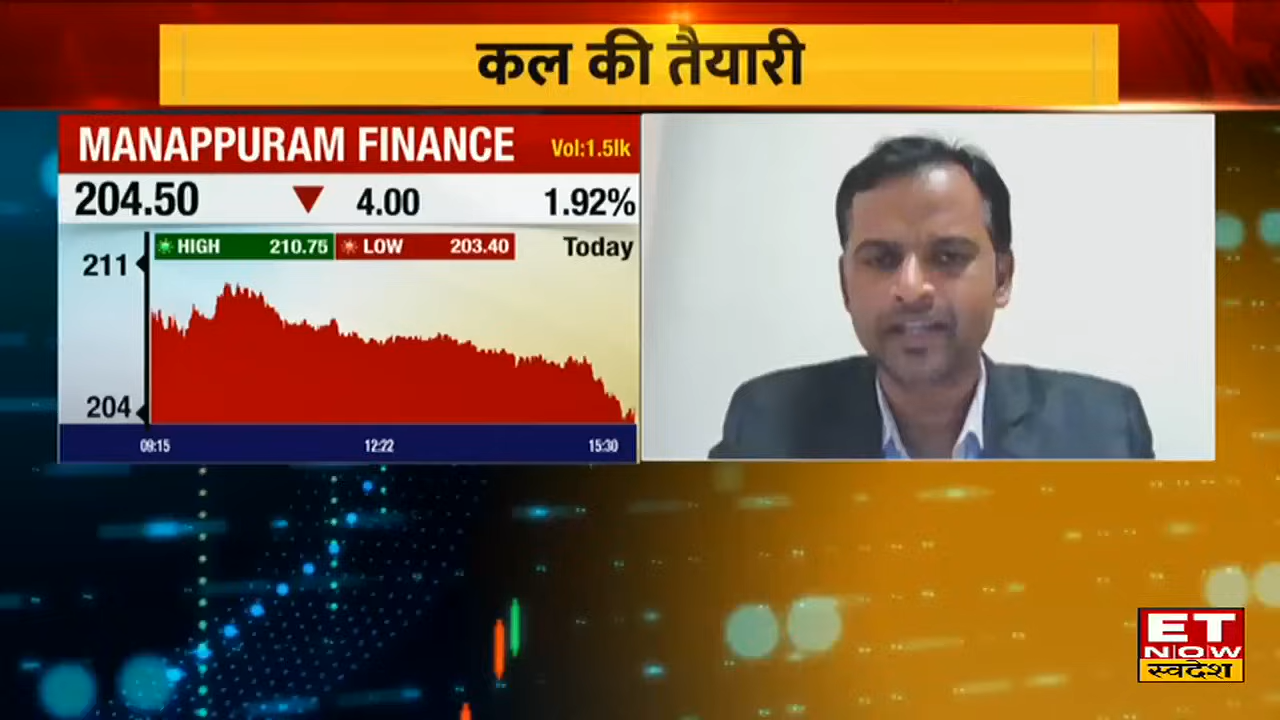 कल की तैयारी
MANAPPURAM FINANCE Vol:1.5lk
204.50 4.00 1.92%
HIGH 210.75 LOW 203.40 Today
211
204
09:15 12:22 15:30
ET
NOW
स्वदेश